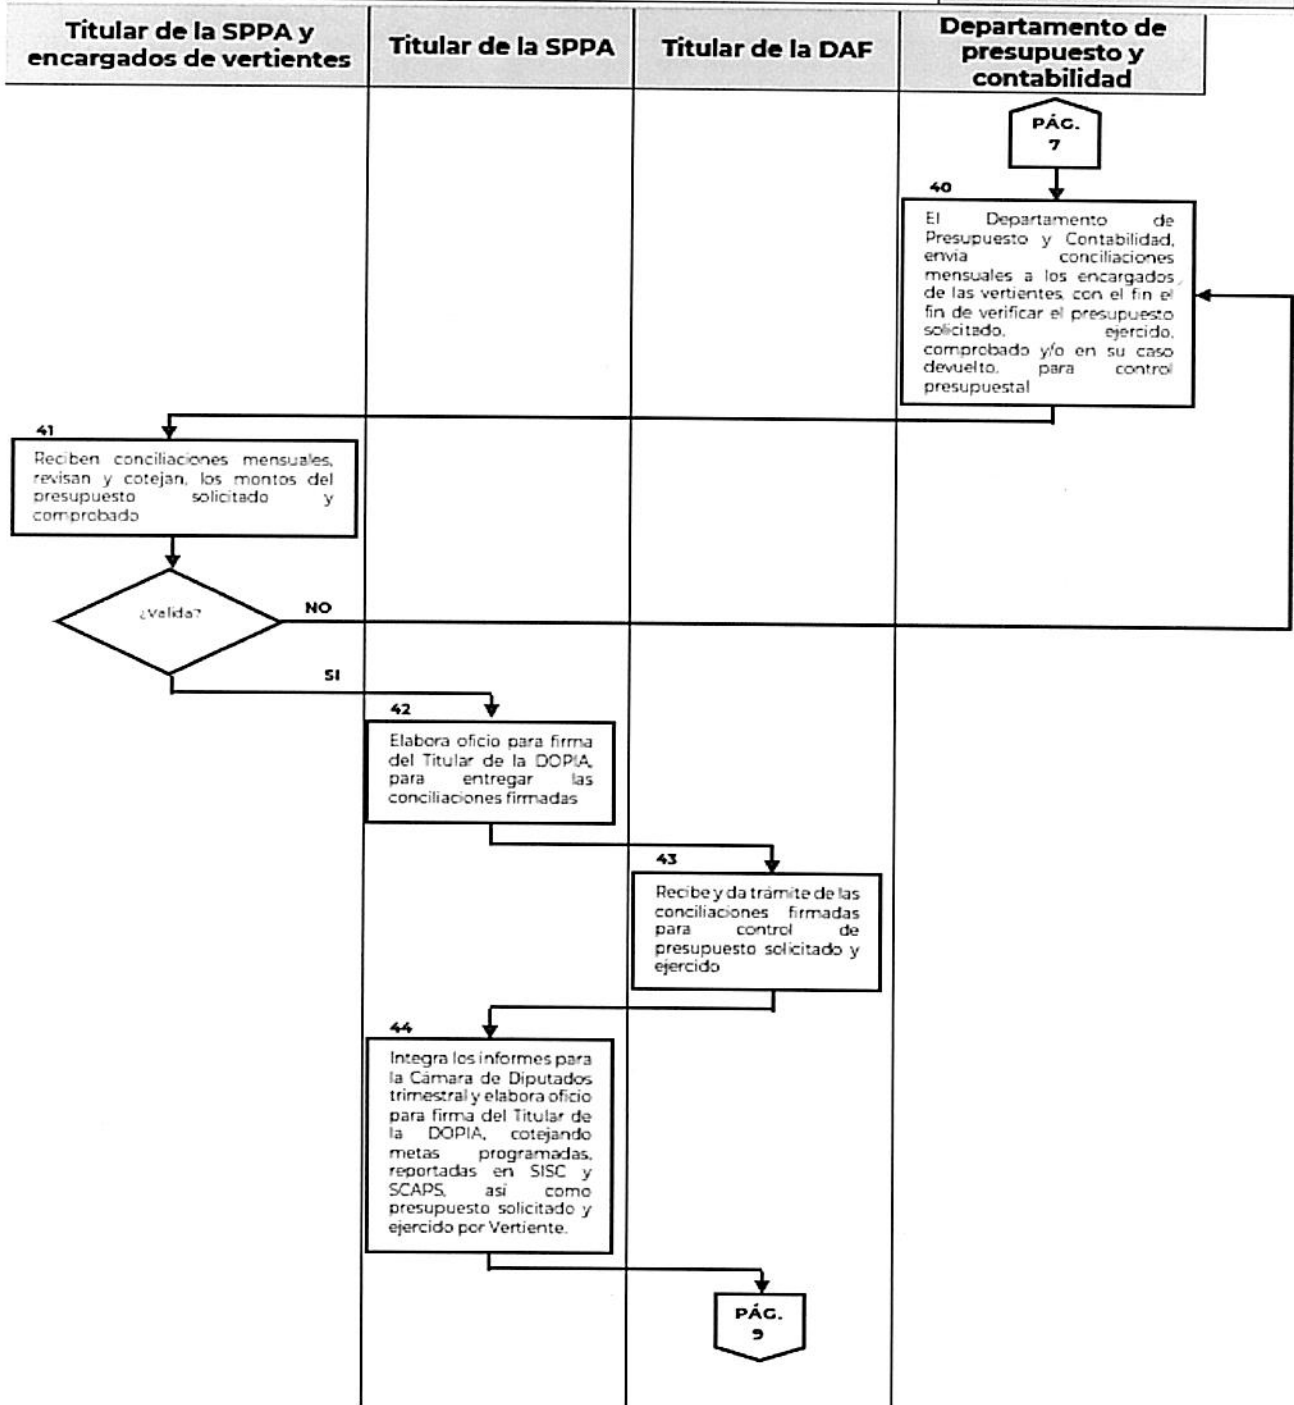 Titular de la SPPA y
encargados de vertientes
Titular de la SPPA
Titular de la DAF
Departamento de
presupuesto y
contabilidad
PÁG.
7
40
El Departamento de
Presupuesto y Contabilidad,
envia conciliaciones
mensuales a los encargados
de las vertientes, con el fin el
fin de verificar el presupuesto
solicitado, ejercido,
comprobado y/o en su caso
devuelto, para control
presupuestal
41
Reciben conciliaciones mensuales,
revisan y cotejan, los montos del
presupuesto solicitado y
comprobado
¿Valida?
NO
SI
42
Elabora oficio para firma
del Titular de la DOPIA,
para entregar las
conciliaciones firmadas
43
Recibe y da trámite de las
conciliaciones firmadas
para control de
presupuesto solicitado y
ejercido
44
Integra los informes para
la Cámara de Diputados
trimestral y elabora oficio
para firma del Titular de
la DOPIA, cotejando
metas programadas,
reportadas en SISC y
SCAPS, asi como
presupuesto solicitado y
ejercido por Vertiente.
PÁG.
9